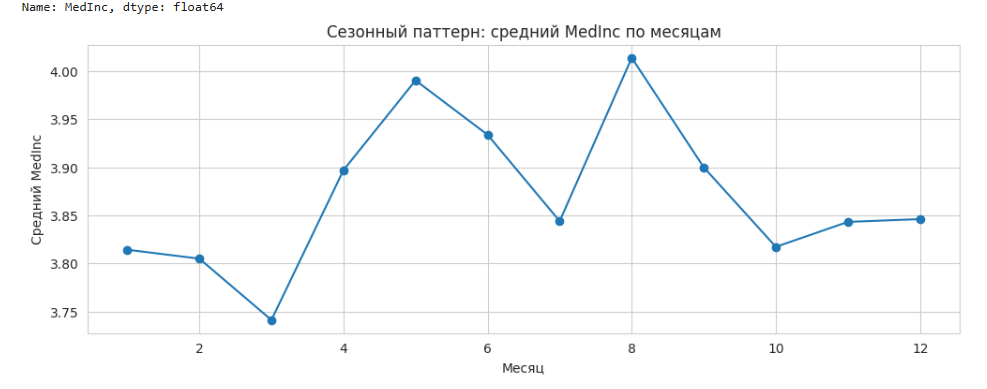 Name: MedInc, dtype: float64
Сезонный паттерн: средний MedInc по месяцам
4.00
3.95
3.90
3.85
3.80
3.75
Средний MedInc
2 4 6 8 10 12
Месяц